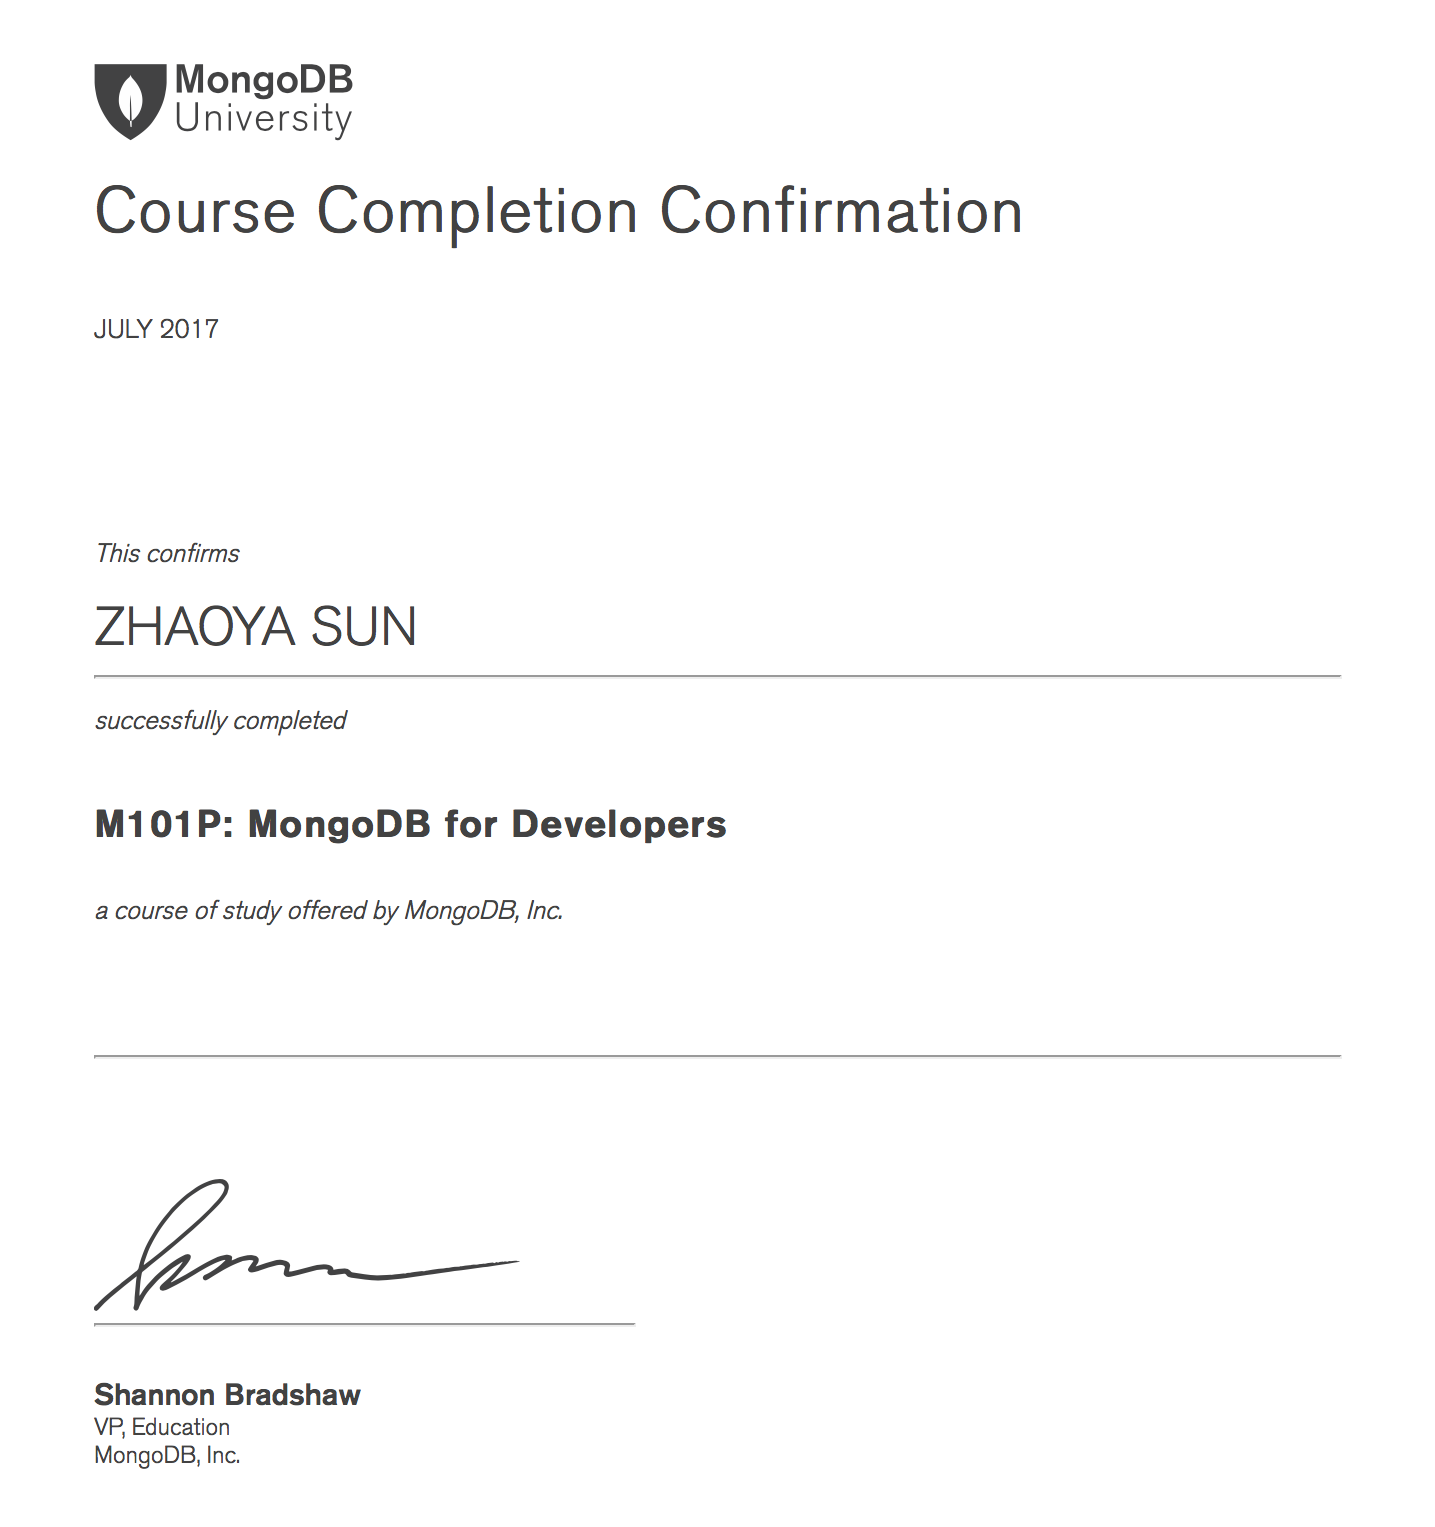 MongoDB
University
Course Completion Confirmation
JULY 2017
This confirms
ZHAOYA SUN
successfully completed
M101P: MongoDB for Developers
a course of study offered by MongoDB, Inc.
Shannon Bradshaw
VP, Education
MongoDB, Inc.